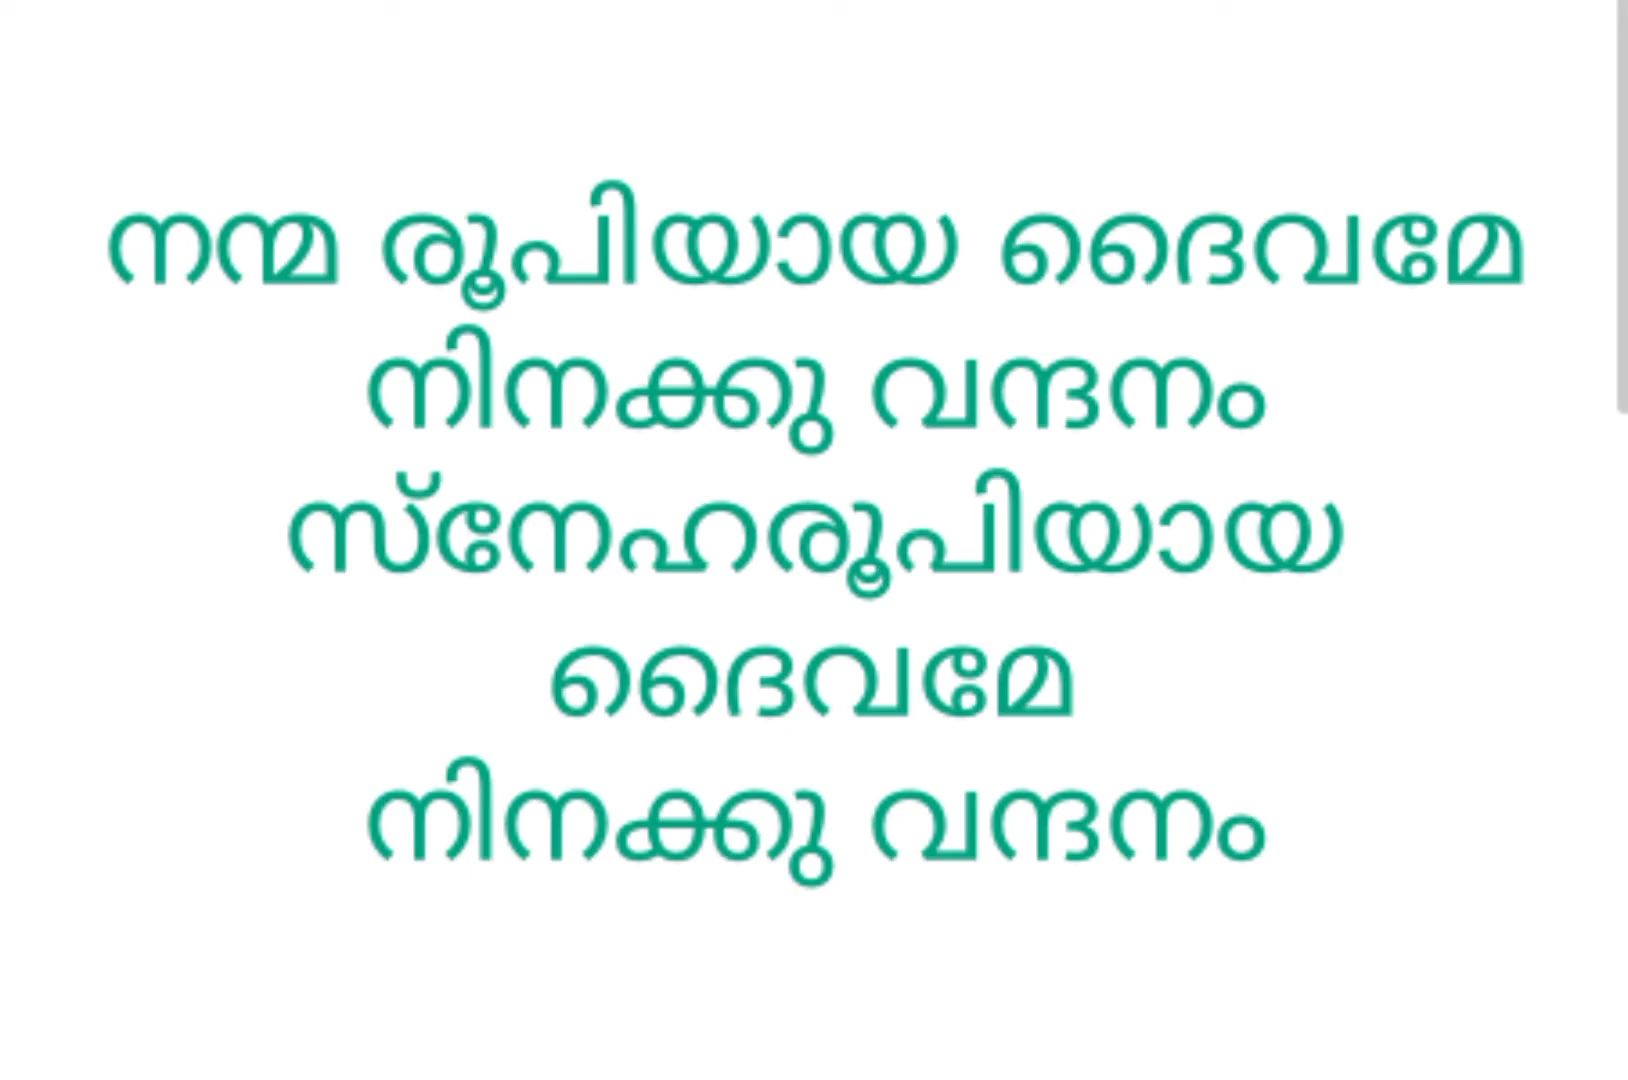 നന്മ രൂപിയായ ദൈവമേ
നിനക്കു വന്ദനം
സ്നേഹരൂപിയായ
ദൈവമേ
നിനക്കു വന്ദനം